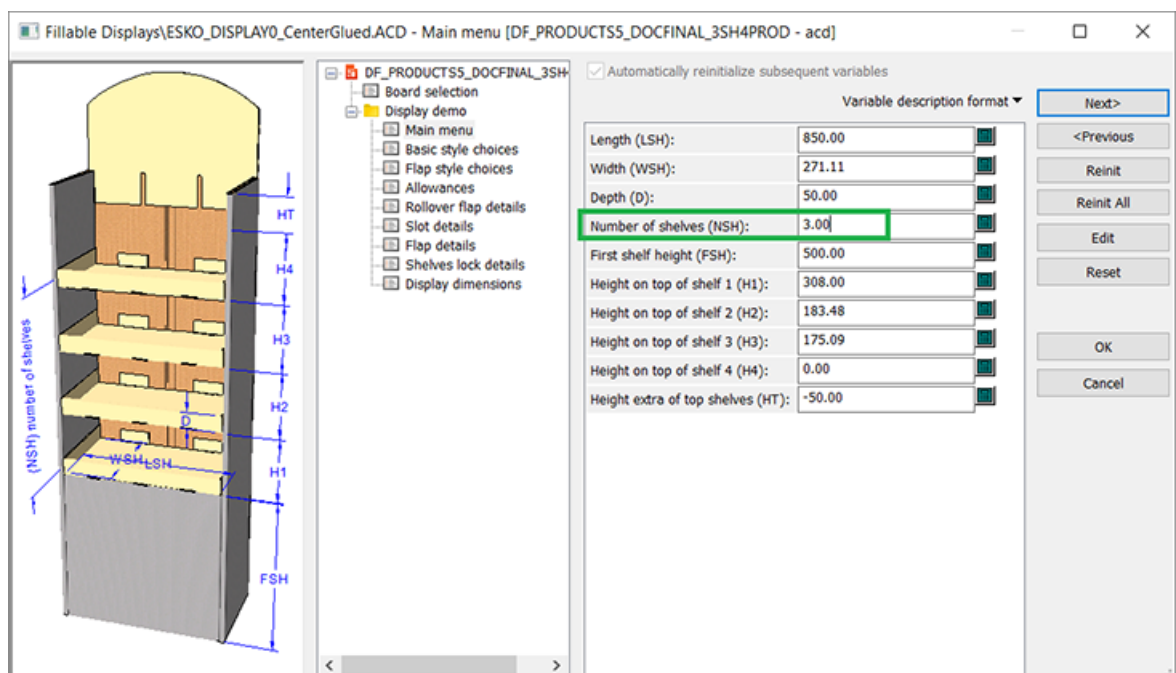 Fillable Displays\ESKO_DISPLAY0_CenterGlued.ACD - Main menu [DF_PRODUCTS5_DOCFINAL_3SH4PROD - acd]
HT
H4
H3
H2
D
WSH
LSH
H1
FSH
(NSH) number of shelves
DF_PRODUCTS5_DOCFINAL_3SH
Board selection
Display demo
Main menu
Basic style choices
Flap style choices
Allowances
Rollover flap details
Slot details
Flap details
Shelves lock details
Display dimensions
Automatically reinitialize subsequent variables
Variable description format
Length (LSH): 850.00
Width (WSH): 271.11
Depth (D): 50.00
Number of shelves (NSH): 3.00
First shelf height (FSH): 500.00
Height on top of shelf 1 (H1): 308.00
Height on top of shelf 2 (H2): 183.48
Height on top of shelf 3 (H3): 175.09
Height on top of shelf 4 (H4): 0.00
Height extra of top shelves (HT): -50.00
Next>
<Previous
Reinit
Reinit All
Edit
Reset
OK
Cancel